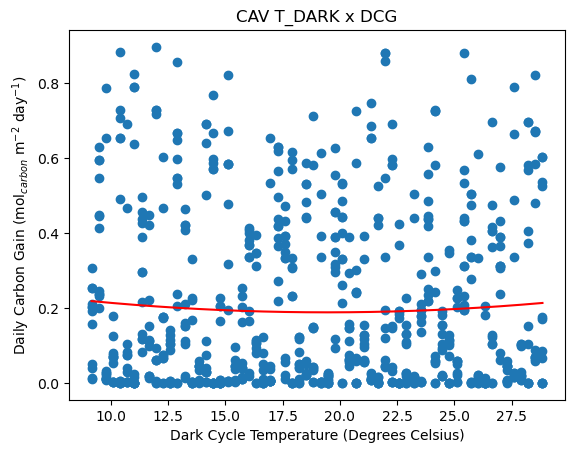 CAV T_DARK x DCG
Daily Carbon Gain (mol_carbon m⁻² day⁻¹)
0.8
0.6
0.4
0.2
0.0
10.0 12.5 15.0 17.5 20.0 22.5 25.0 27.5
Dark Cycle Temperature (Degrees Celsius)